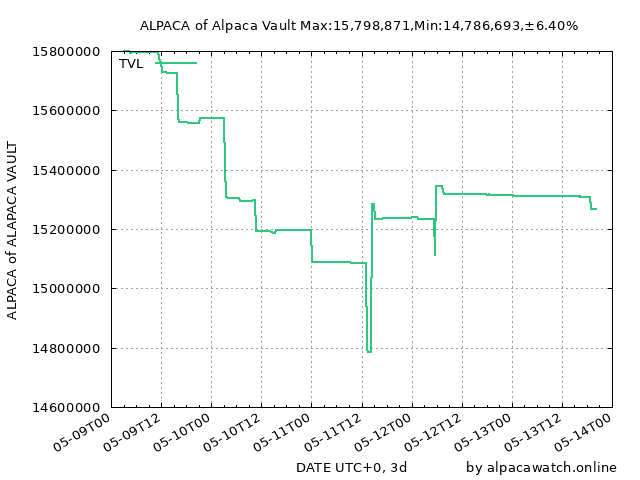 ALPACA of Alpaca Vault Max:15,798,871,Min:14,786,693,±6.40%
15800000
TVL
15600000
15400000
15200000
15000000
14800000
14600000
ALPACA of ALAPACA VAULT
05-09T00
05-09T12
05-10T00
05-10T12
05-11T00
05-11T12
05-12T00
05-12T12
05-13T00
05-13T12
05-14T00
DATE UTC+0, 3d
by alpacawatch.online